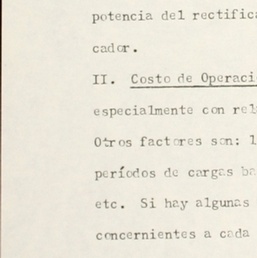 potencia del rectific
cador.
II. Costo de Operaci
especialmente con rel
Otros factores son: l
períodos de cargas ba
etc. Si hay algunas
concernientes a cada